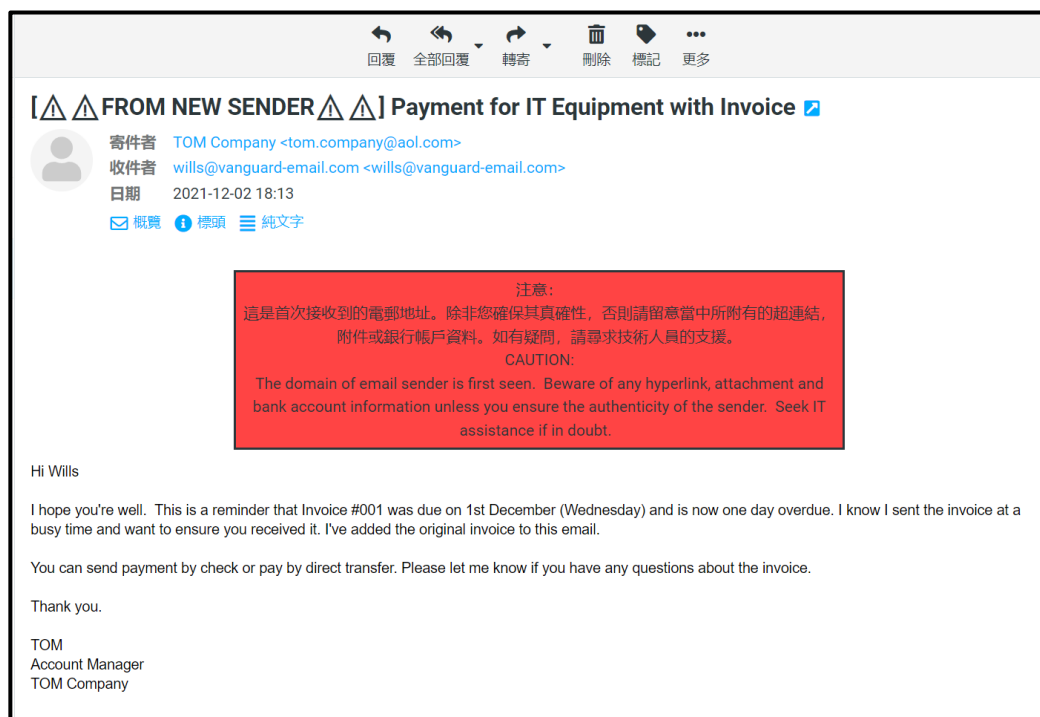 回覆 全部回覆 轉寄 刪除 標記 更多
[⚠ ⚠FROM NEW SENDER⚠ ⚠] Payment for IT Equipment with Invoice
寄件者 TOM Company <tom.company@aol.com>
收件者 wills@vanguard-email.com <wills@vanguard-email.com>
日期 2021-12-02 18:13
概覽 標頭 純文字
注意:
這是首次接收到的電郵地址。除非您確保其真確性，否則請留意當中所附有的超連結，
附件或銀行帳戶資料。如有疑問，請尋求技術人員的支援。
CAUTION:
The domain of email sender is first seen. Beware of any hyperlink, attachment and
bank account information unless you ensure the authenticity of the sender. Seek IT
assistance if in doubt.
Hi Wills
I hope you're well. This is a reminder that Invoice #001 was due on 1st December (Wednesday) and is now one day overdue. I know I sent the invoice at a
busy time and want to ensure you received it. I've added the original invoice to this email.
You can send payment by check or pay by direct transfer. Please let me know if you have any questions about the invoice.
Thank you.
TOM
Account Manager
TOM Company